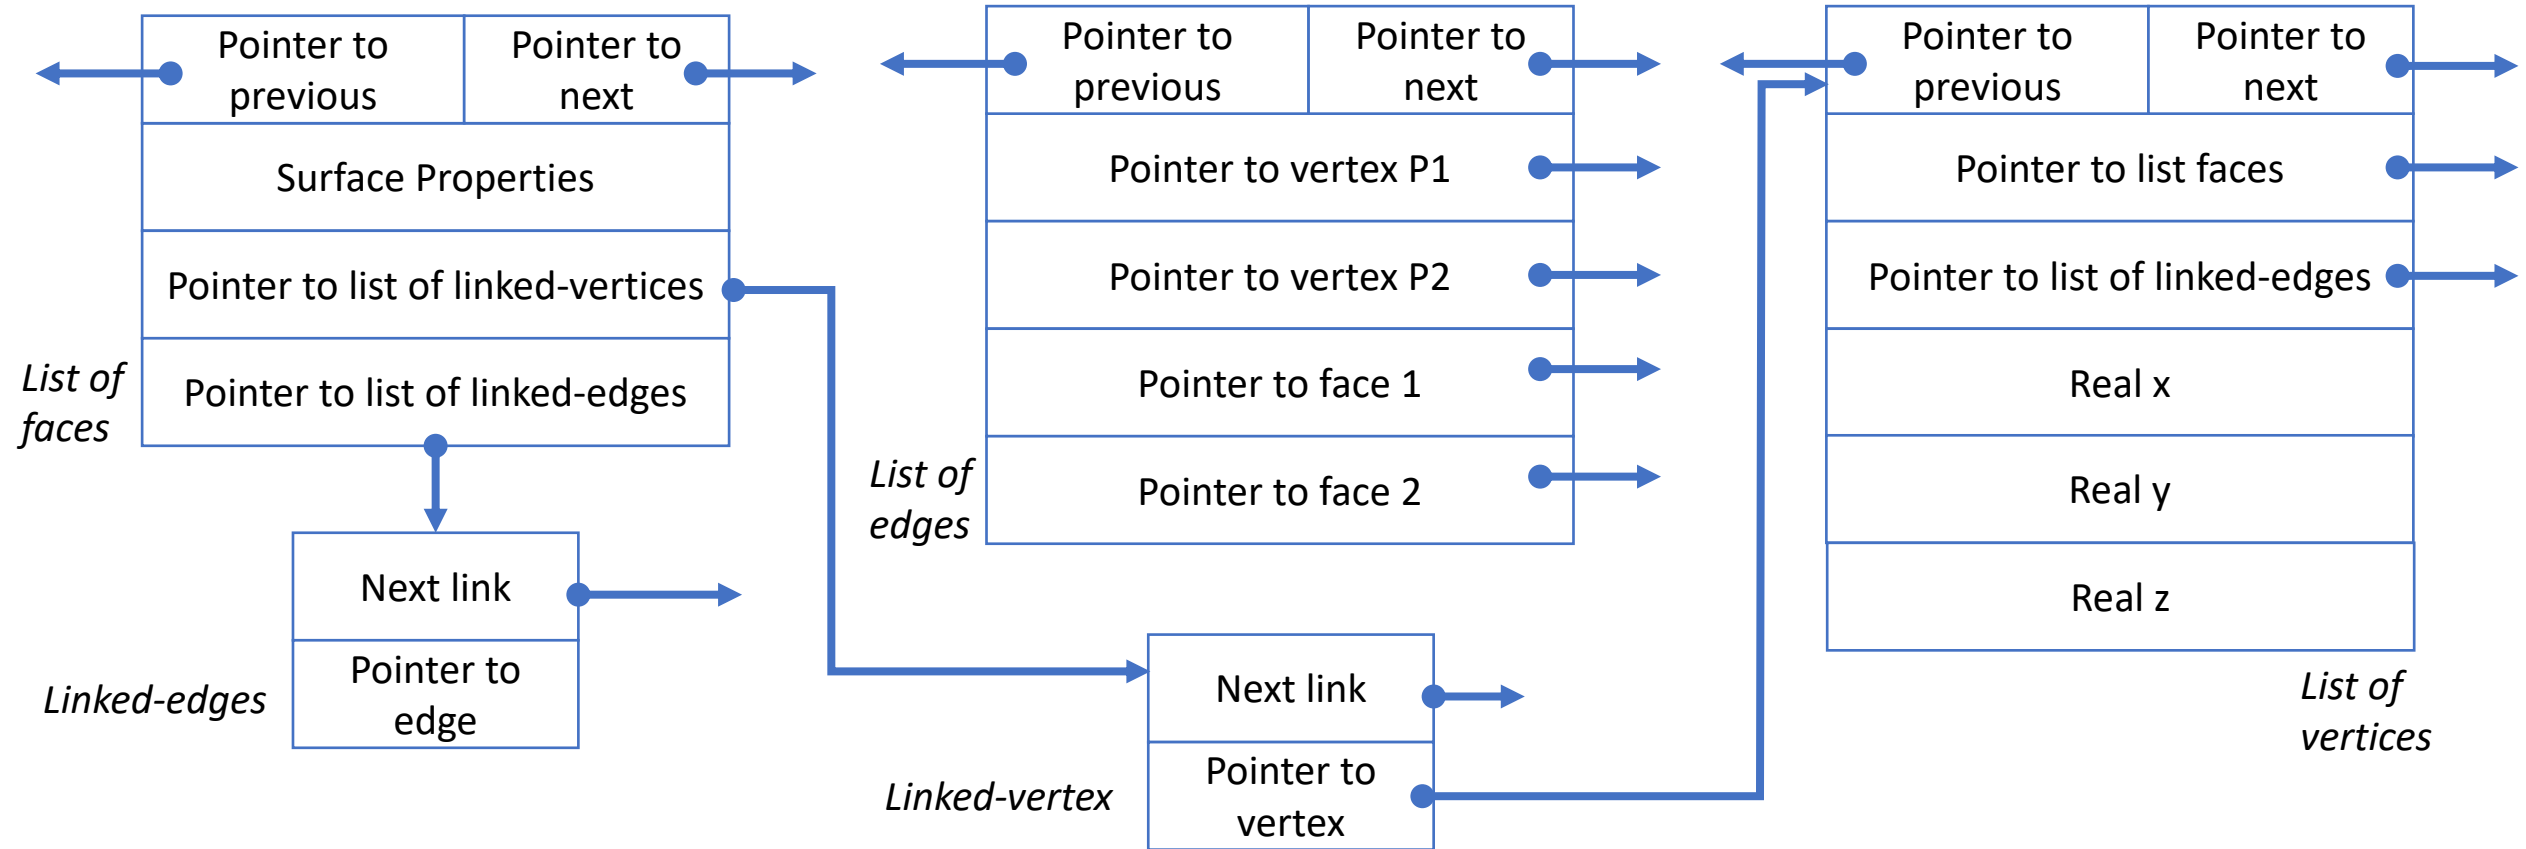 Pointer to
previous
Pointer to
next
Surface Properties
Pointer to list of linked-vertices
Pointer to list of linked-edges
List of
faces
Next link
Pointer to
edge
Linked-edges
Pointer to
previous
Pointer to
next
Pointer to vertex P1
Pointer to vertex P2
Pointer to face 1
Pointer to face 2
List of
edges
Next link
Pointer to
vertex
Linked-vertex
Pointer to
previous
Pointer to
next
Pointer to list faces
Pointer to list of linked-edges
Real x
Real y
Real z
List of
vertices